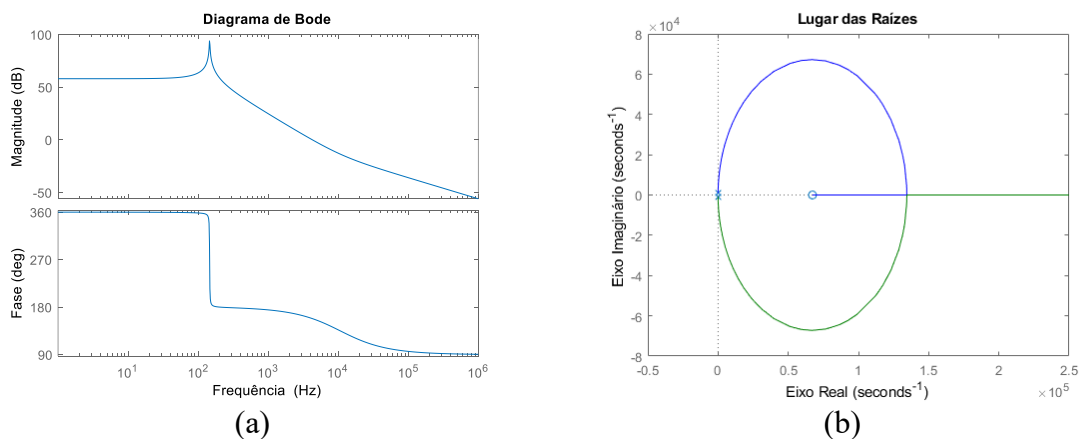 Diagrama de Bode
Magnitude (dB)
100
50
0
-50
Fase (deg)
360
270
180
90
10^1 10^2 10^3 10^4 10^5 10^6
Frequência (Hz)
(a)
Lugar das Raízes
×10^4
Eixo Imaginário (seconds^-1)
8
6
4
2
0
-2
-4
-6
-8
-0.5 0 0.5 1 1.5 2 2.5
Eixo Real (seconds^-1)
×10^5
(b)